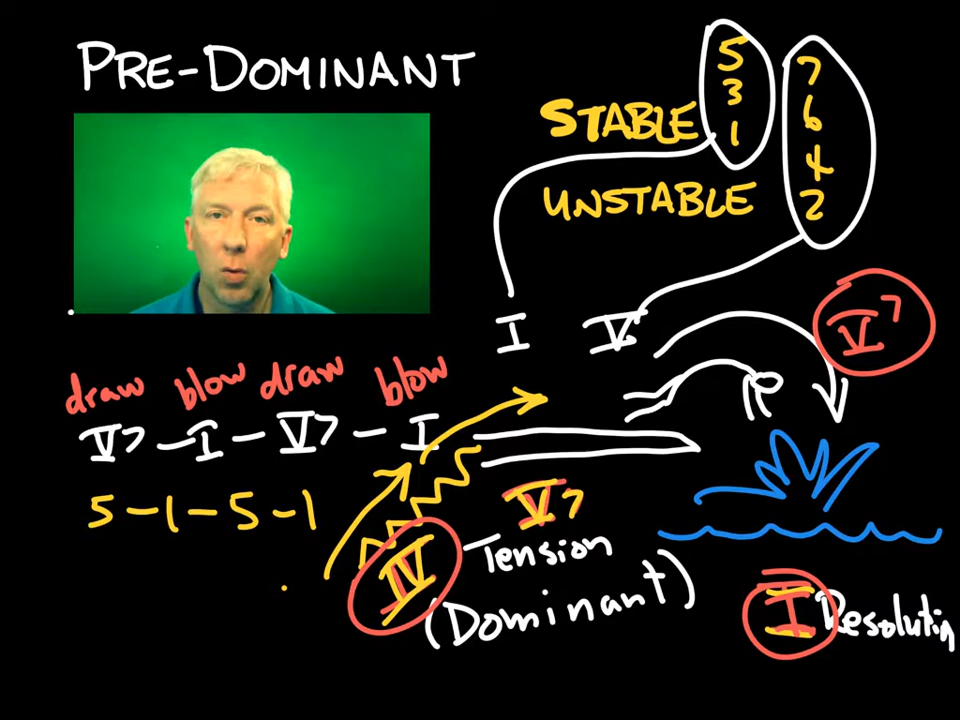 PRE-DOMINANT
5
3
1
7
6
4
2
STABLE
UNSTABLE
I V
V7
draw blow draw blow
V7 - I - V7 - I
5 - 1 - 5 - 1
V7
IV
Tension
(Dominant)
I Resolutin